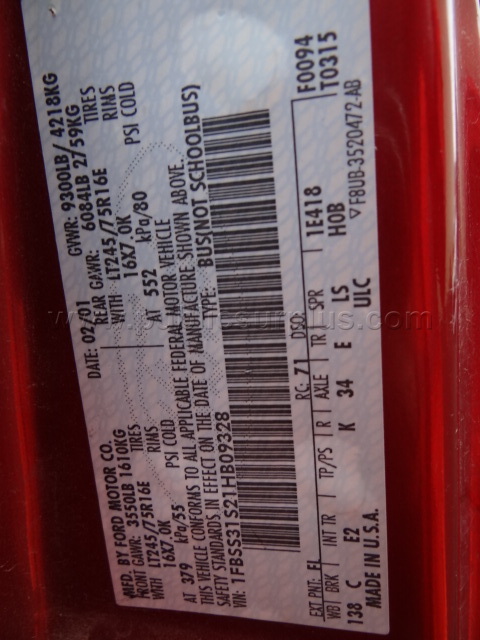 MFD. BY FORD MOTOR CO.
DATE: 02/01 GVWR: 9300LB/ 4218KG
FRONT GAWR: 3550LB 1610KG REAR GAWR: 6084LB 2759KG
WITH LT245/75R16E TIRES WITH LT245/75R16E TIRES
16X7.0K RIMS 16X7.0K RIMS
AT 379 kPa/55 PSI COLD AT 552 kPa/80 PSI COLD
THIS VEHICLE CONFORMS TO ALL APPLICABLE FEDERAL MOTOR VEHICLE
SAFETY STANDARDS IN EFFECT ON THE DATE OF MANUFACTURE SHOWN ABOVE.
VIN: 1FBSS31S21HB09328 TYPE: BUS(NOT SCHOOLBUS)
F0094
T0315
EXT PNT: E RC: 71 DSO:
WB BRK INT TR TP/PS R AXLE TR SPR 1E418
138 C E2 K 34 E LS H0B
MADE IN U.S.A. ULC ▽F8UB-3520472-AB